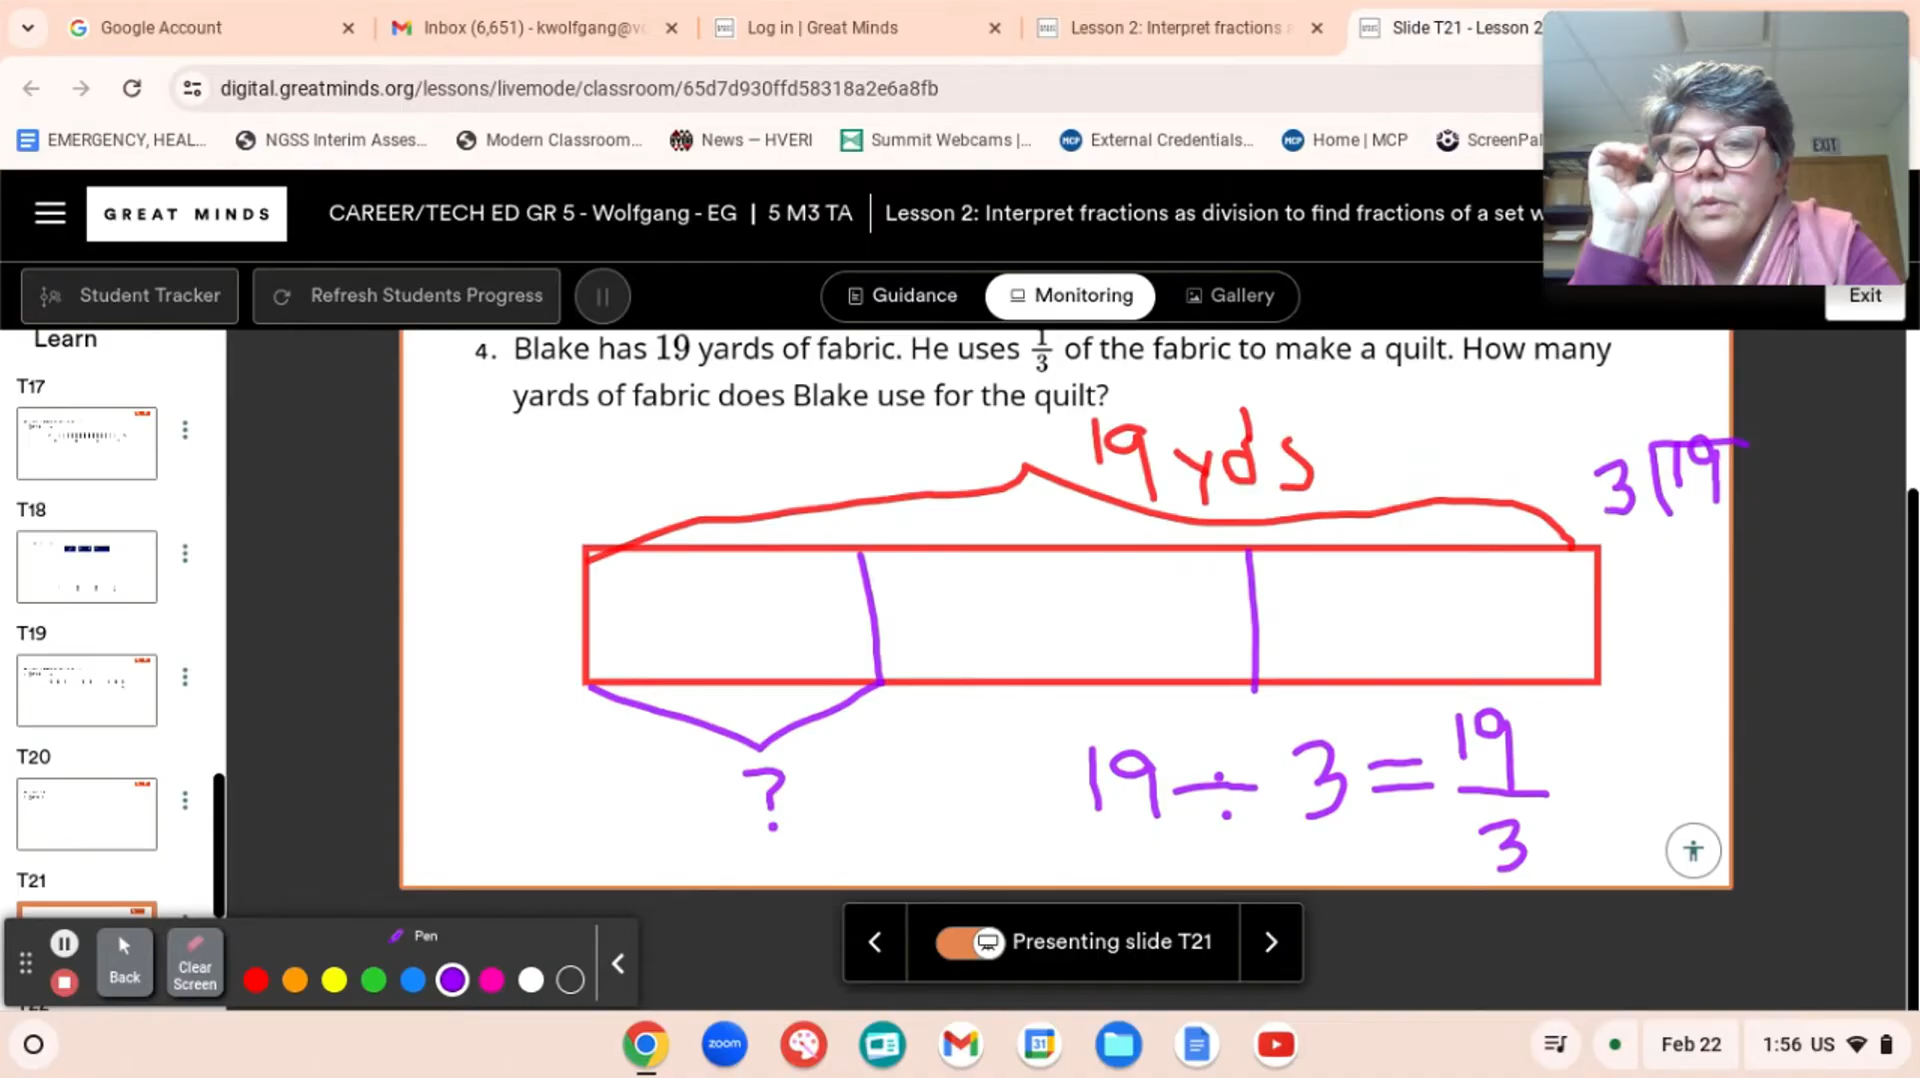 Google Account
Inbox (6,651) - kwolfgang@v
Log in | Great Minds
Lesson 2: Interpret fractions a
Slide T21 - Lesson 2
digital.greatminds.org/lessons/livemode/classroom/65d7d930ffd58318a2e6a8fb
EMERGENCY, HEAL...
NGSS Interim Asses...
Modern Classroom...
News — HVERI
Summit Webcams |...
External Credentials...
Home | MCP
ScreenPal
EXIT
GREAT MINDS
CAREER/TECH ED GR 5 - Wolfgang - EG | 5 M3 TA
Lesson 2: Interpret fractions as division to find fractions of a set w
Student Tracker
Refresh Students Progress
Guidance
Monitoring
Gallery
Exit
Learn
T17
T18
T19
T20
T21
4. Blake has 19 yards of fabric. He uses 1/3 of the fabric to make a quilt. How many
yards of fabric does Blake use for the quilt?
19 yds
3⟌19
?
19 ÷ 3 = 19/3
Pen
Back
Clear
Screen
Presenting slide T21
zoom
31
Feb 22
1:56 US